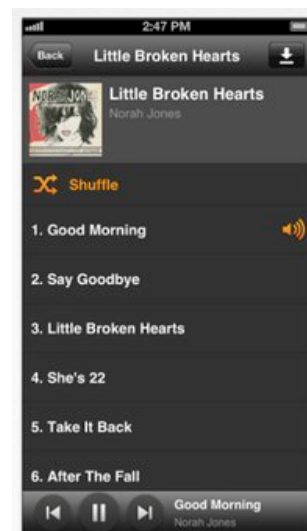 2:47 PM
Back
Little Broken Hearts
NORAH JONES
Little Broken Hearts
Norah Jones
Shuffle
1. Good Morning
2. Say Goodbye
3. Little Broken Hearts
4. She's 22
5. Take It Back
6. After The Fall
Good Morning
Norah Jones